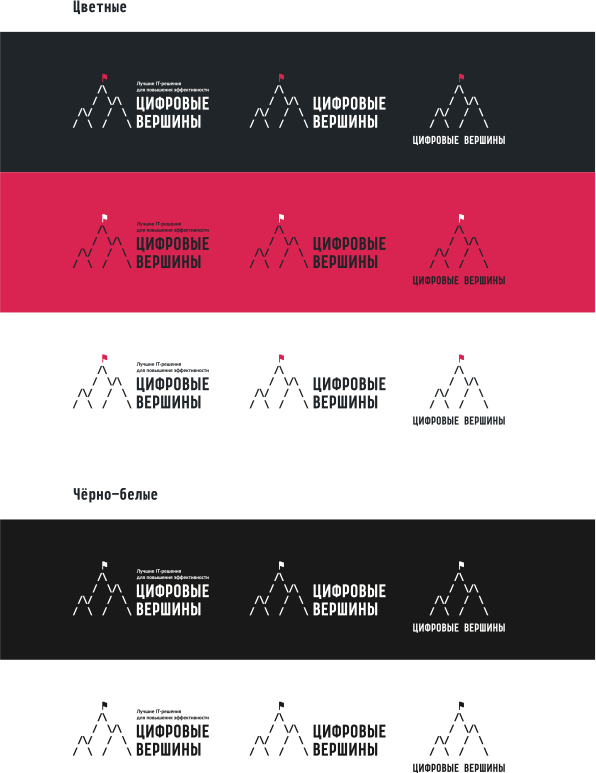 Цветные
Лучшие IT-решения
для повышения эффективности
ЦИФРОВЫЕ
ВЕРШИНЫ
ЦИФРОВЫЕ
ВЕРШИНЫ
ЦИФРОВЫЕ ВЕРШИНЫ
Лучшие IT-решения
для повышения эффективности
ЦИФРОВЫЕ
ВЕРШИНЫ
ЦИФРОВЫЕ
ВЕРШИНЫ
ЦИФРОВЫЕ ВЕРШИНЫ
Лучшие IT-решения
для повышения эффективности
ЦИФРОВЫЕ
ВЕРШИНЫ
ЦИФРОВЫЕ
ВЕРШИНЫ
ЦИФРОВЫЕ ВЕРШИНЫ
Чёрно-белые
Лучшие IT-решения
для повышения эффективности
ЦИФРОВЫЕ
ВЕРШИНЫ
ЦИФРОВЫЕ
ВЕРШИНЫ
ЦИФРОВЫЕ ВЕРШИНЫ
Лучшие IT-решения
для повышения эффективности
ЦИФРОВЫЕ
ВЕРШИНЫ
ЦИФРОВЫЕ
ВЕРШИНЫ
ЦИФРОВЫЕ ВЕРШИНЫ